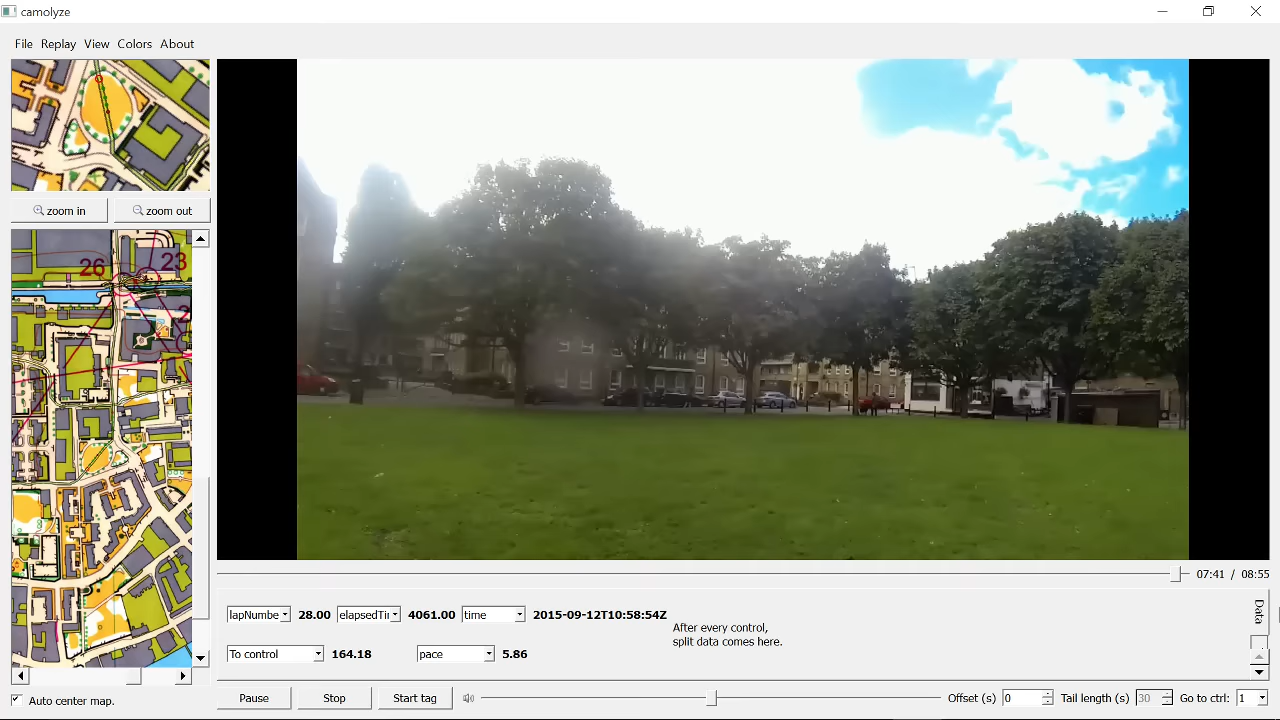 camolyze
File Replay View Colors About
zoom in zoom out
26 23
2
07:41 / 08:55
lapNumbe 28.00 elapsedTi 4061.00 time 2015-09-12T10:58:54Z
After every control,
split data comes here.
To control 164.18 pace 5.86
Data
Auto center map.
Pause Stop Start tag Offset (s) 0 Tail length (s) 30 Go to ctrl: 1